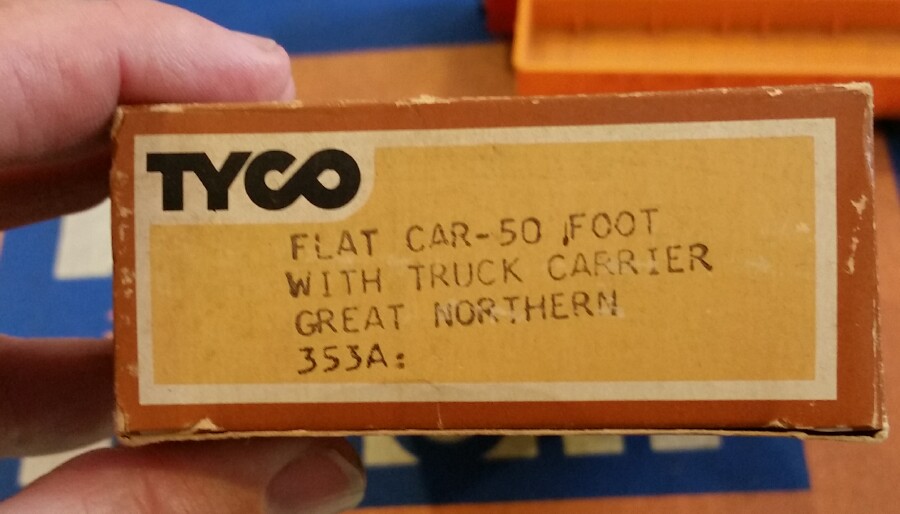 TYCO
FLAT CAR-50 FOOT
WITH TRUCK CARRIER
GREAT NORTHERN
353A: